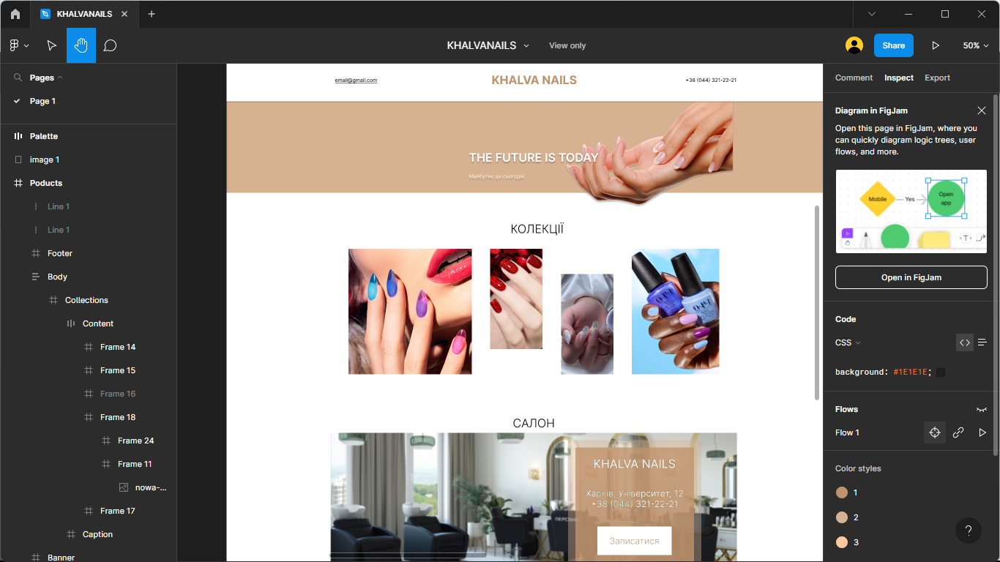 KHALVANAILS
KHALVANAILS
View only
Share
50%
Pages
Page 1
Palette
image 1
Poducts
Line 1
Line 1
Footer
Body
Collections
Content
Frame 14
Frame 15
Frame 16
Frame 18
Frame 24
Frame 11
nowa-...
Frame 17
Caption
Banner
email@gmail.com
KHALVA NAILS
+38 (044) 321-22-21
THE FUTURE IS TODAY
Майбутнє це сьогодні
КОЛЕКЦІЇ
O·P·I
O·P·I
САЛОН
KHALVA NAILS
Харків, Університет, 12
+38 (044) 321-22-21
Записатися
Comment
Inspect
Export
Diagram in FigJam
Open this page in FigJam, where you
can quickly diagram logic trees, user
flows, and more.
Mobile
Yes
Open
app
T
Open in FigJam
Code
CSS
background: #1E1E1E;
Flows
Flow 1
Color styles
1
2
3
?